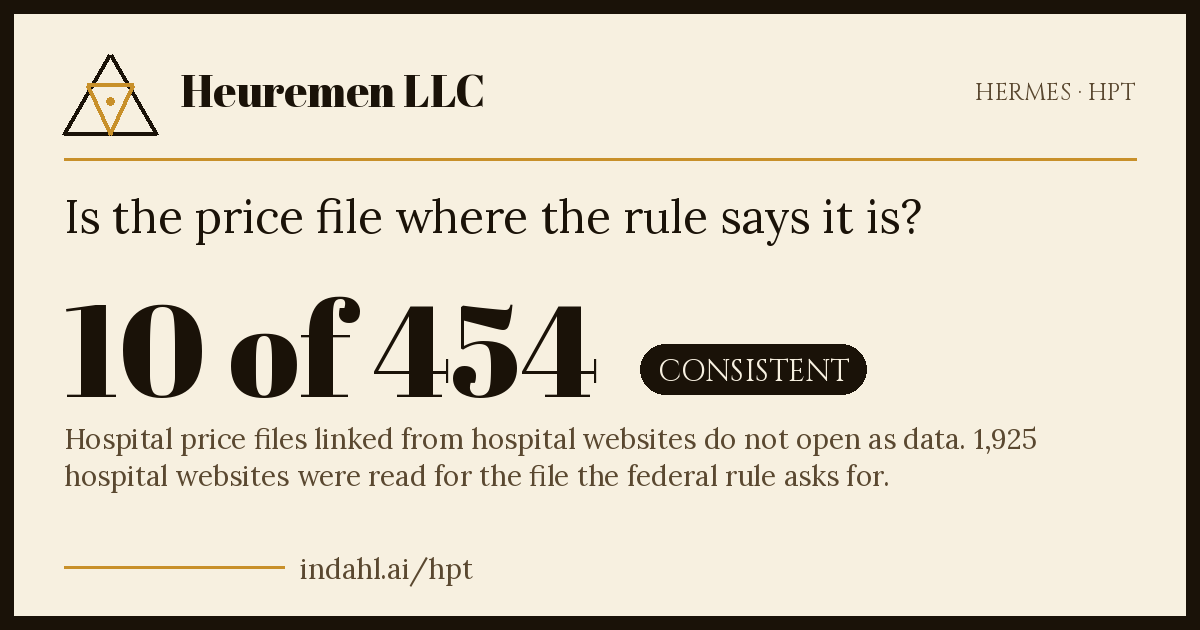 Heuremen LLC
HERMES · HPT
Is the price file where the rule says it is?
10 of 454
CONSISTENT
Hospital price files linked from hospital websites do not open as data. 1,925
hospital websites were read for the file the federal rule asks for.
indahl.ai/hpt